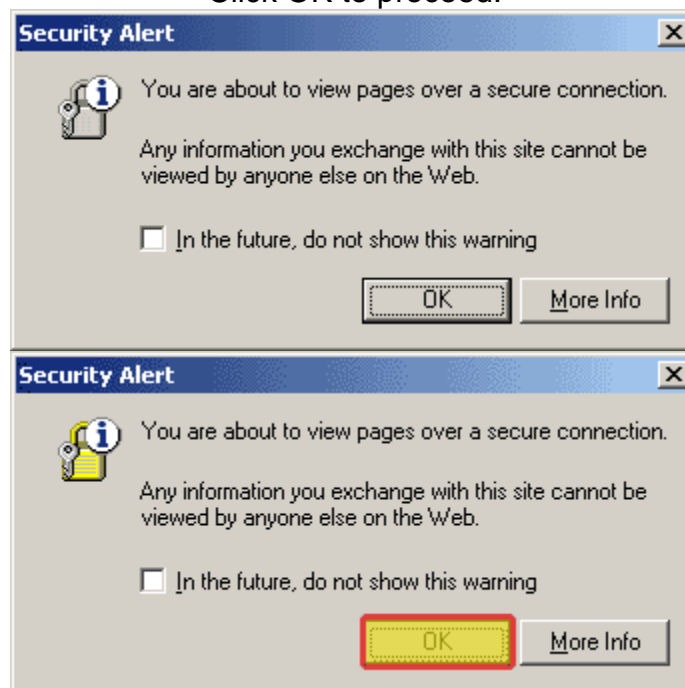 Click OK to proceed.
Security Alert
You are about to view pages over a secure connection.
Any information you exchange with this site cannot be
viewed by anyone else on the Web.
In the future, do not show this warning
OK More Info
Security Alert
You are about to view pages over a secure connection.
Any information you exchange with this site cannot be
viewed by anyone else on the Web.
In the future, do not show this warning
OK More Info